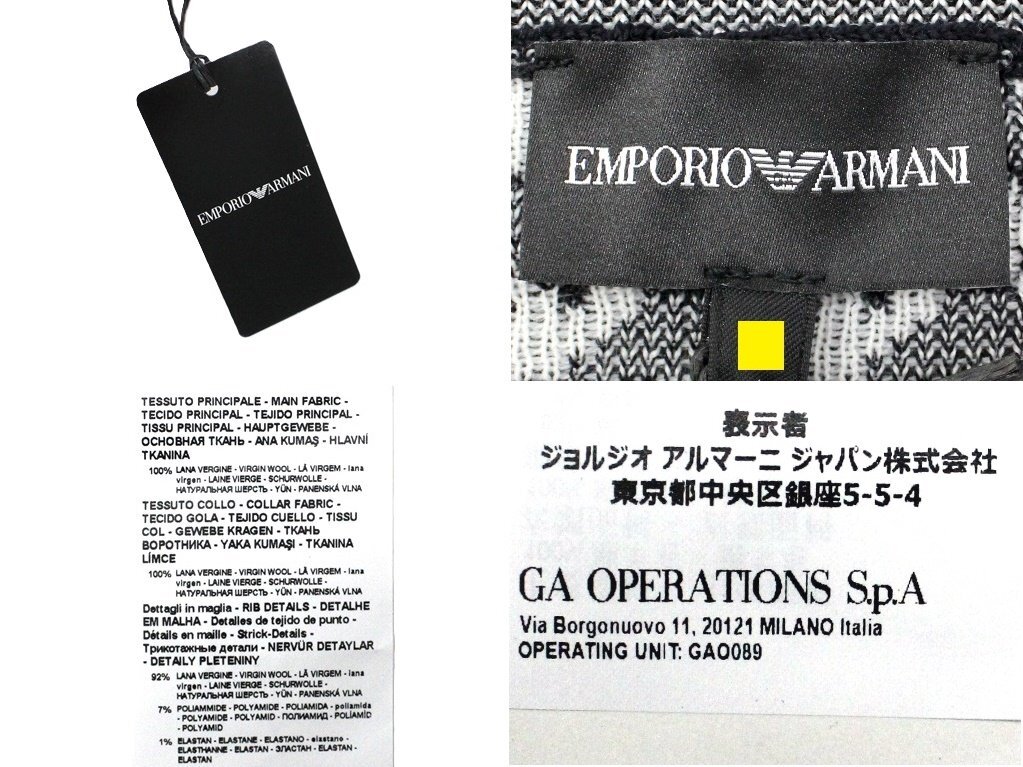 EMPORIO ARMANI
EMPORIO ARMANI
TESSUTO PRINCIPALE - MAIN FABRIC -
TECIDO PRINCIPAL - TEJIDO PRINCIPAL -
TISSU PRINCIPAL - HAUPTGEWEBE -
ОСНОВНАЯ ТКАНЬ - ANA KUMAŞ - HLAVNÍ
TKANINA
100% LANA VERGINE - VIRGIN WOOL - LÃ VIRGEM - lana
virgen - LAINE VIERGE - SCHURWOLLE -
НАТУРАЛЬНАЯ ШЕРСТЬ - YÜN - PANENSKÁ VLNA
TESSUTO COLLO - COLLAR FABRIC -
TECIDO GOLA - TEJIDO CUELLO - TISSU
COL - GEWEBE KRAGEN - ТКАНЬ
ВОРОТНИКА - YAKA KUMAŞI - TKANINA
LÍMCE
100% LANA VERGINE - VIRGIN WOOL - LÃ VIRGEM - lana
virgen - LAINE VIERGE - SCHURWOLLE -
НАТУРАЛЬНАЯ ШЕРСТЬ - YÜN - PANENSKÁ VLNA
Dettagli in maglia - RIB DETAILS - DETALHE
EM MALHA - Detalles de tejido de punto -
Détails en maille - Strick-Details -
Трикотажные детали - NERVÜR DETAYLAR
- DETAILY PLETENINY
92% LANA VERGINE - VIRGIN WOOL - LÃ VIRGEM - lana
virgen - LAINE VIERGE - SCHURWOLLE -
НАТУРАЛЬНАЯ ШЕРСТЬ - YÜN - PANENSKÁ VLNA
7% POLIAMMIDE - POLYAMIDE - POLIAMIDA - poliamida
- POLYAMIDE - POLYAMID - ПОЛИАМИД - POLİAMİD
- POLYAMID
1% ELASTAN - ELASTANE - ELASTANO - elastano -
ELASTHANNE - ELASTAN - ЭЛАСТАН - ELASTAN -
ELASTAN
表示者
ジョルジオ アルマーニ ジャパン株式会社
東京都中央区銀座5-5-4
GA OPERATIONS S.p.A
Via Borgonuovo 11, 20121 MILANO Italia
OPERATING UNIT: GAO089